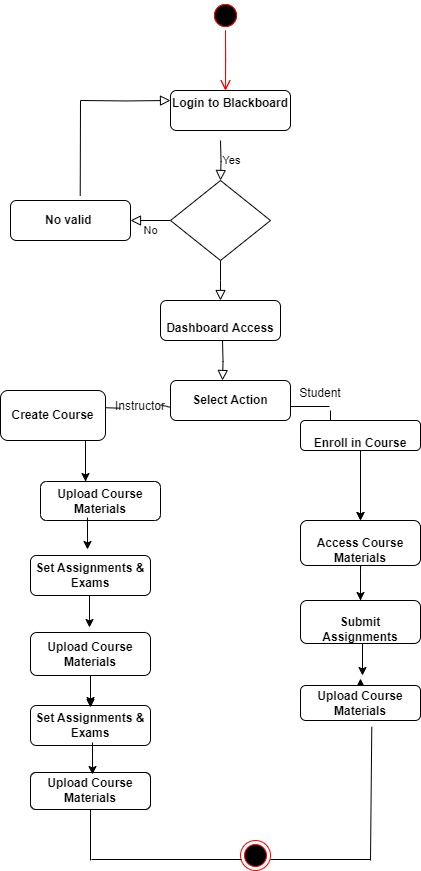 Login to Blackboard
Yes
No valid
No
Dashboard Access
Select Action
Instructor
Student
Create Course
Enroll in Course
Upload Course
Materials
Access Course
Materials
Set Assignments &
Exams
Submit
Assignments
Upload Course
Materials
Upload Course
Materials
Set Assignments &
Exams
Upload Course
Materials